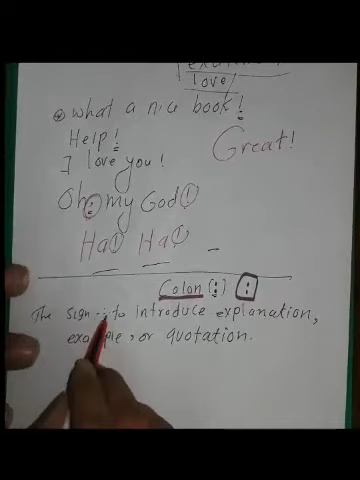 love
⊛ what a nice book!
Help!
I love you!
Great!
Oh! my God!
Ha! Ha!
Colon (:) :
The sign to introduce explanation,
example, or quotation.